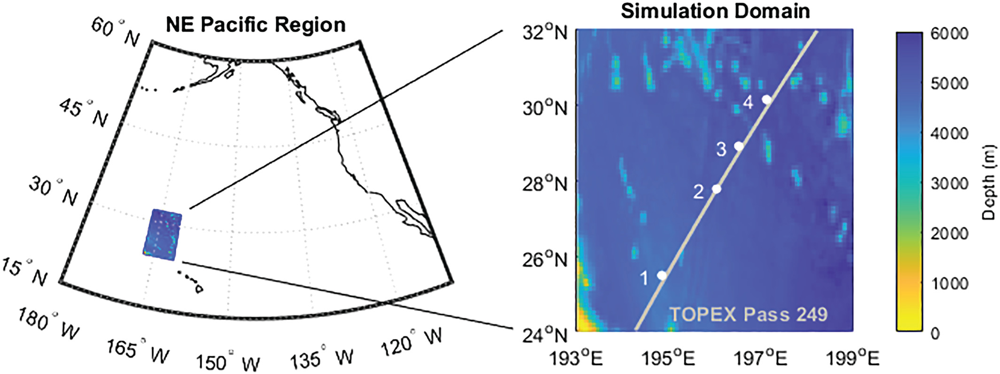 NE Pacific Region
60° N
45° N
30° N
15° N
180° W
165° W
150° W
135° W
120° W
Simulation Domain
32°N
30°N
28°N
26°N
24°N
193°E
195°E
197°E
199°E
4
3
2
1
TOPEX Pass 249
6000
5000
4000
3000
2000
1000
0
Depth (m)